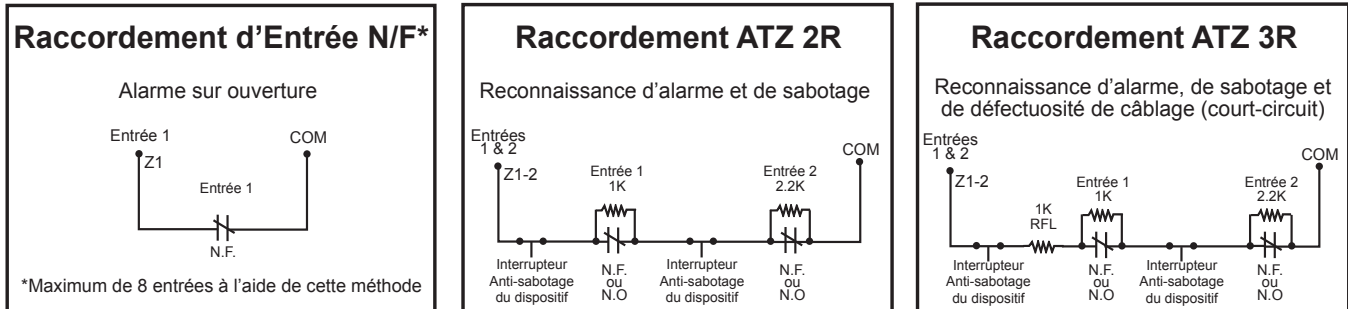 Raccordement d'Entrée N/F*
Alarme sur ouverture
Entrée 1
COM
Z1
Entrée 1
N.F.
*Maximum de 8 entrées à l'aide de cette méthode
Raccordement ATZ 2R
Reconnaissance d'alarme et de sabotage
Entrées
1 & 2
COM
Z1-2
Entrée 1
1K
Entrée 2
2.2K
Interrupteur
Anti-sabotage
du dispositif
N.F.
ou
N.O
Interrupteur
Anti-sabotage
du dispositif
N.F.
ou
N.O
Raccordement ATZ 3R
Reconnaissance d'alarme, de sabotage et
de défectuosité de câblage (court-circuit)
Entrées
1 & 2
COM
Z1-2
1K
RFL
Entrée 1
1K
Entrée 2
2.2K
Interrupteur
Anti-sabotage
du dispositif
N.F.
ou
N.O
Interrupteur
Anti-sabotage
du dispositif
N.F.
ou
N.O